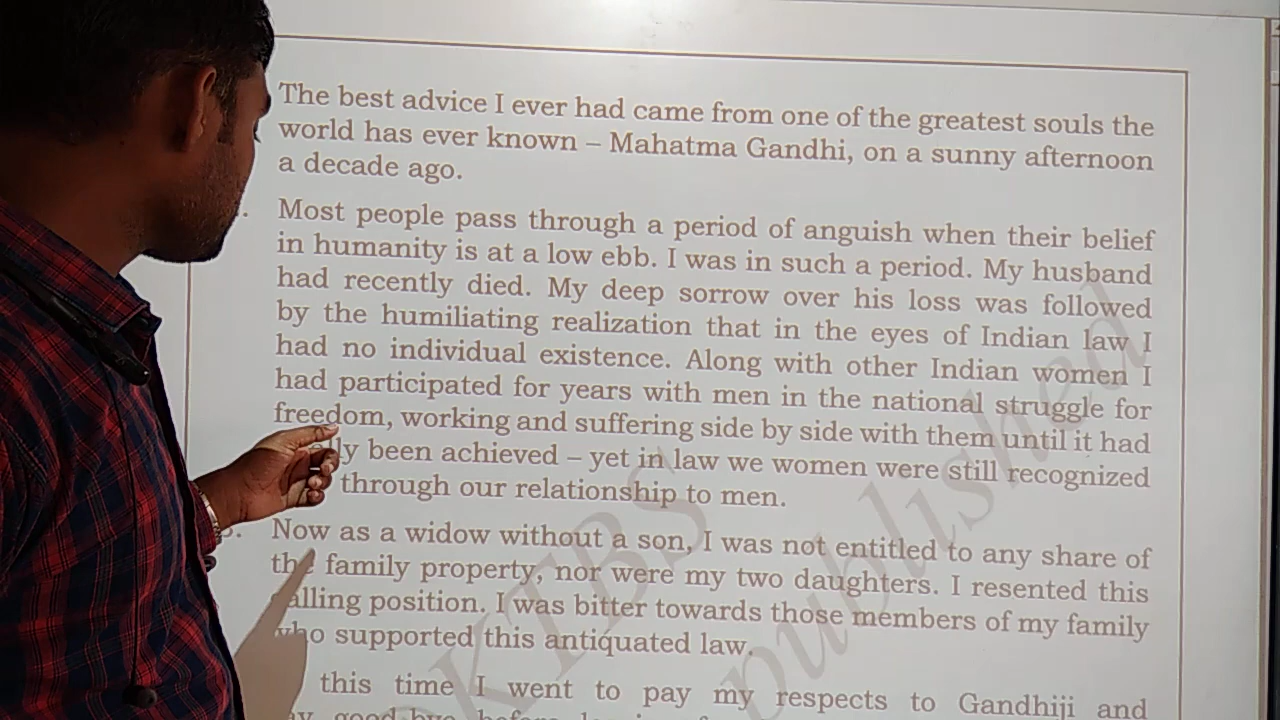 The best advice I ever had came from one of the greatest souls the
world has ever known – Mahatma Gandhi, on a sunny afternoon
a decade ago.
Most people pass through a period of anguish when their belief
in humanity is at a low ebb. I was in such a period. My husband
had recently died. My deep sorrow over his loss was followed
by the humiliating realization that in the eyes of Indian law I
had no individual existence. Along with other Indian women I
had participated for years with men in the national struggle for
freedom, working and suffering side by side with them until it had
been achieved – yet in law we women were still recognized
through our relationship to men.
Now as a widow without a son, I was not entitled to any share of
the family property, nor were my two daughters. I resented this
position. I was bitter towards those members of my family
who supported this antiquated law.
this time I went to pay my respects to Gandhiji and
KTBS
published